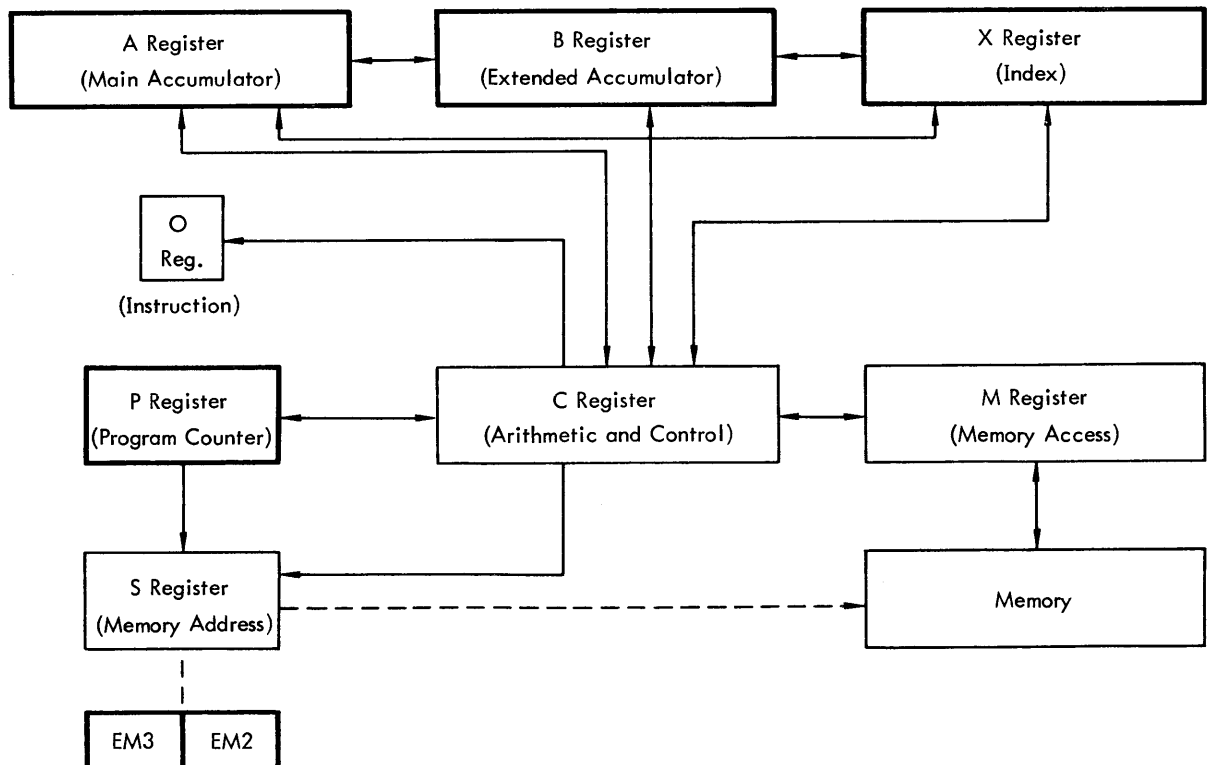 A Register
(Main Accumulator)
B Register
(Extended Accumulator)
X Register
(Index)
O
Reg.
(Instruction)
P Register
(Program Counter)
C Register
(Arithmetic and Control)
M Register
(Memory Access)
S Register
(Memory Address)
Memory
EM3
EM2